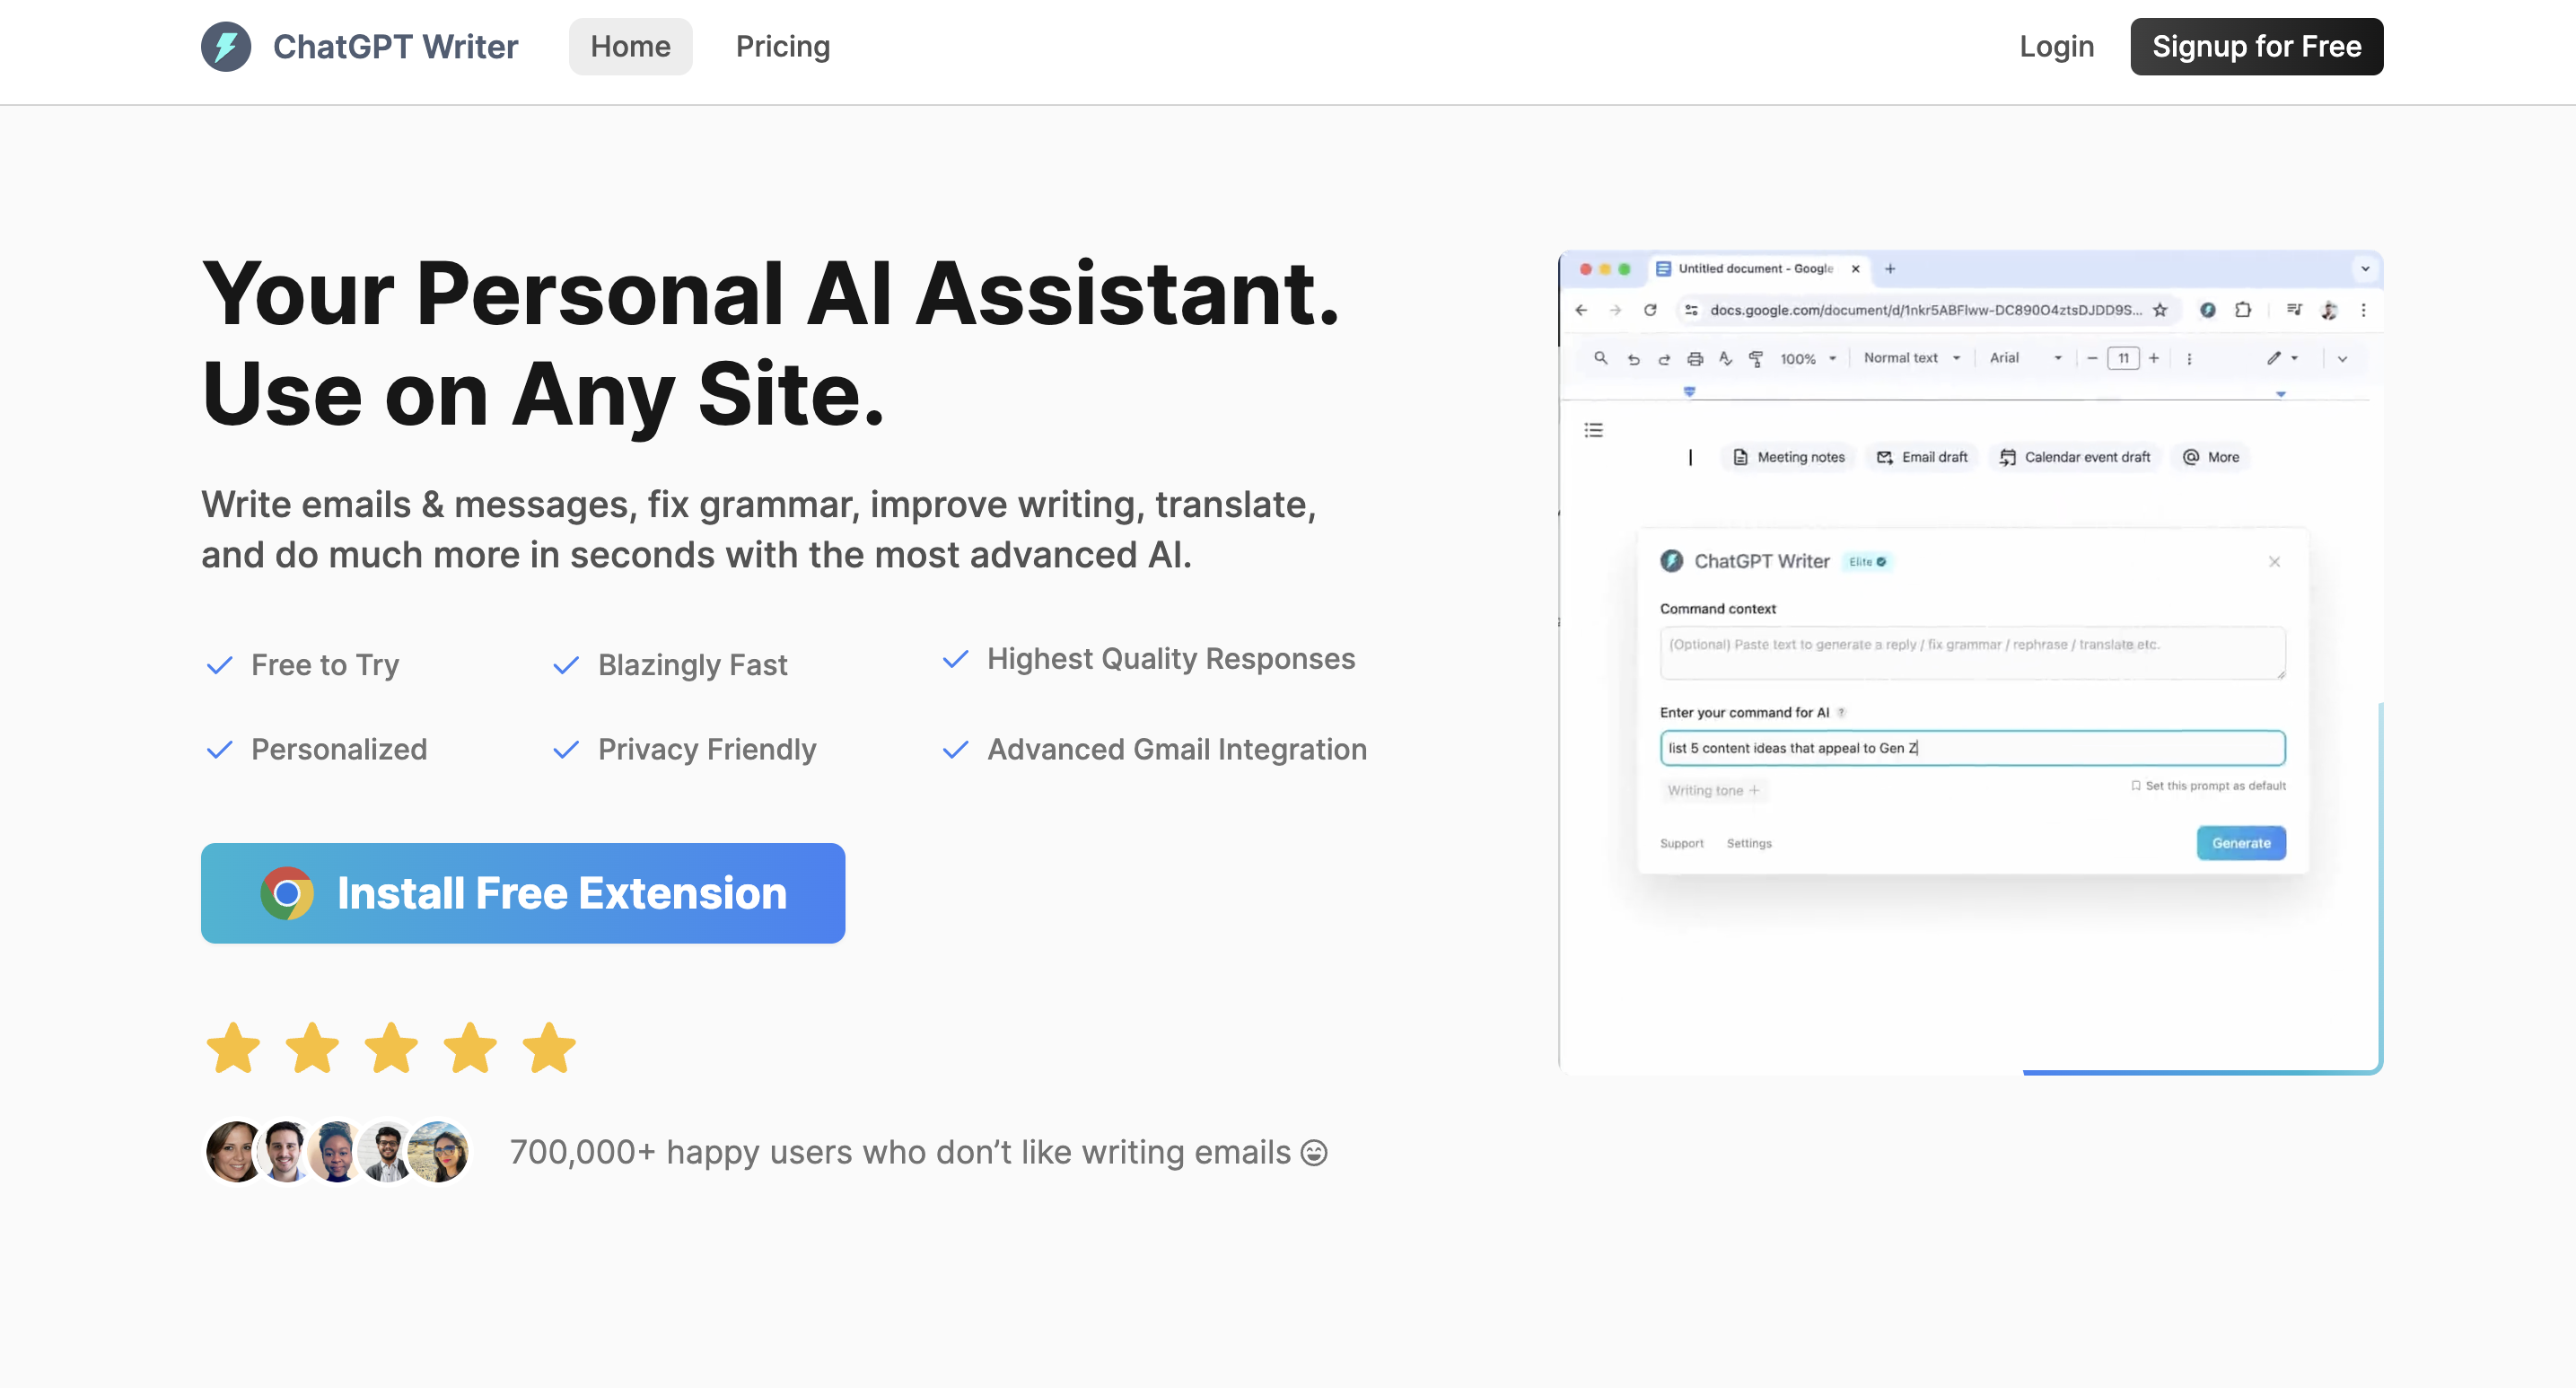 ChatGPT Writer
Home
Pricing
Login
Signup for Free
Your Personal AI Assistant.
Use on Any Site.
Write emails & messages, fix grammar, improve writing, translate,
and do much more in seconds with the most advanced AI.
Free to Try
Blazingly Fast
Highest Quality Responses
Personalized
Privacy Friendly
Advanced Gmail Integration
Install Free Extension
700,000+ happy users who don’t like writing emails 😄
Untitled document - Google
docs.google.com/document/d/1nkr5ABFlww-DC890O4ztsDJDD9S...
100%
Normal text
Arial
11
Meeting notes
Email draft
Calendar event draft
More
ChatGPT Writer
Elite
Command context
(Optional) Paste text to generate a reply / fix grammar / rephrase / translate etc.
Enter your command for AI ?
list 5 content ideas that appeal to Gen Z
Writing tone +
Set this prompt as default
Support
Settings
Generate